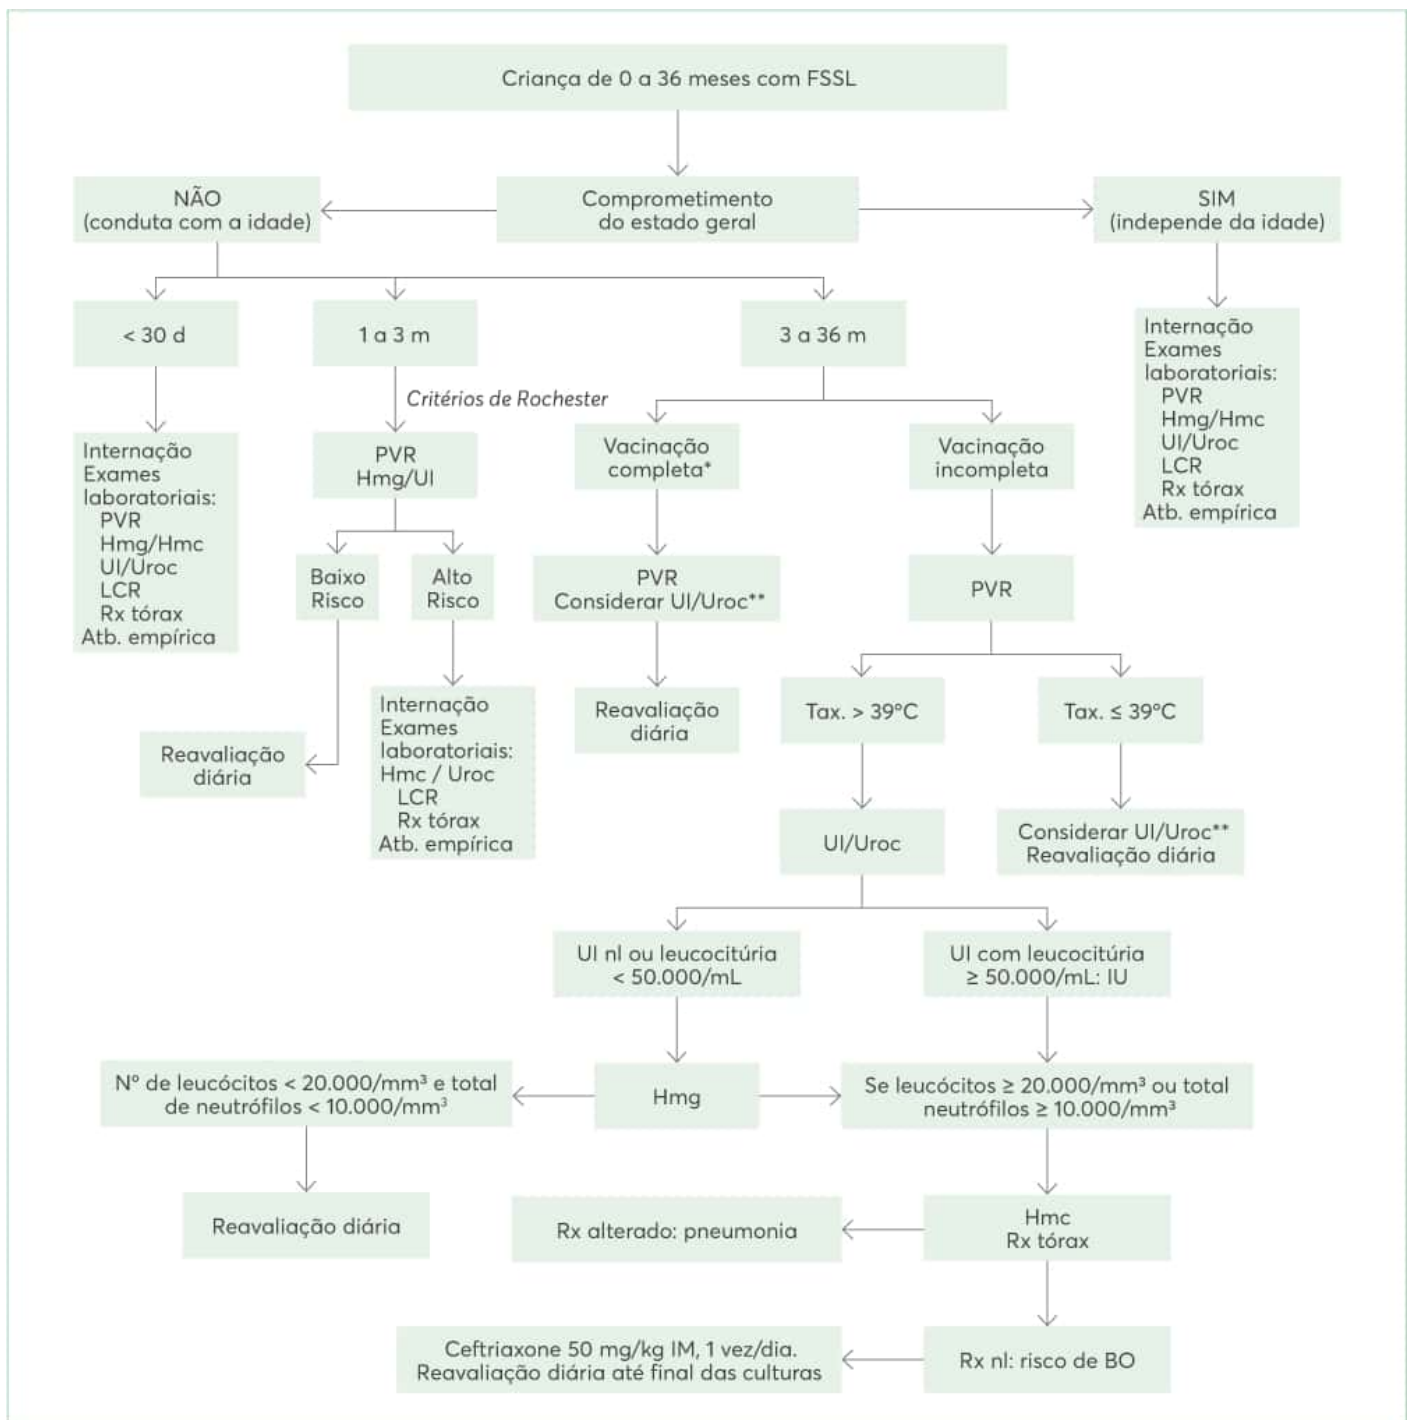 Criança de 0 a 36 meses com FSSL
NÃO
(conduta com a idade)
Comprometimento
do estado geral
SIM
(independe da idade)
< 30 d
1 a 3 m
3 a 36 m
Internação
Exames
laboratoriais:
PVR
Hmg/Hmc
UI/Uroc
LCR
Rx tórax
Atb. empírica
Critérios de Rochester
Internação
Exames
laboratoriais:
PVR
Hmg/Hmc
UI/Uroc
LCR
Rx tórax
Atb. empírica
PVR
Hmg/UI
Vacinação
completa*
Vacinação
incompleta
Baixo
Risco
Alto
Risco
PVR
Considerar UI/Uroc**
PVR
Reavaliação
diária
Internação
Exames
laboratoriais:
Hmc / Uroc
LCR
Rx tórax
Atb. empírica
Reavaliação
diária
Tax. > 39°C
Tax. ≤ 39°C
UI/Uroc
Considerar UI/Uroc**
Reavaliação diária
UI nl ou leucocitúria
< 50.000/mL
UI com leucocitúria
≥ 50.000/mL: IU
Nº de leucócitos < 20.000/mm³ e total
de neutrófilos < 10.000/mm³
Hmg
Se leucócitos ≥ 20.000/mm³ ou total
neutrófilos ≥ 10.000/mm³
Reavaliação diária
Rx alterado: pneumonia
Hmc
Rx tórax
Ceftriaxone 50 mg/kg IM, 1 vez/dia.
Reavaliação diária até final das culturas
Rx nl: risco de BO